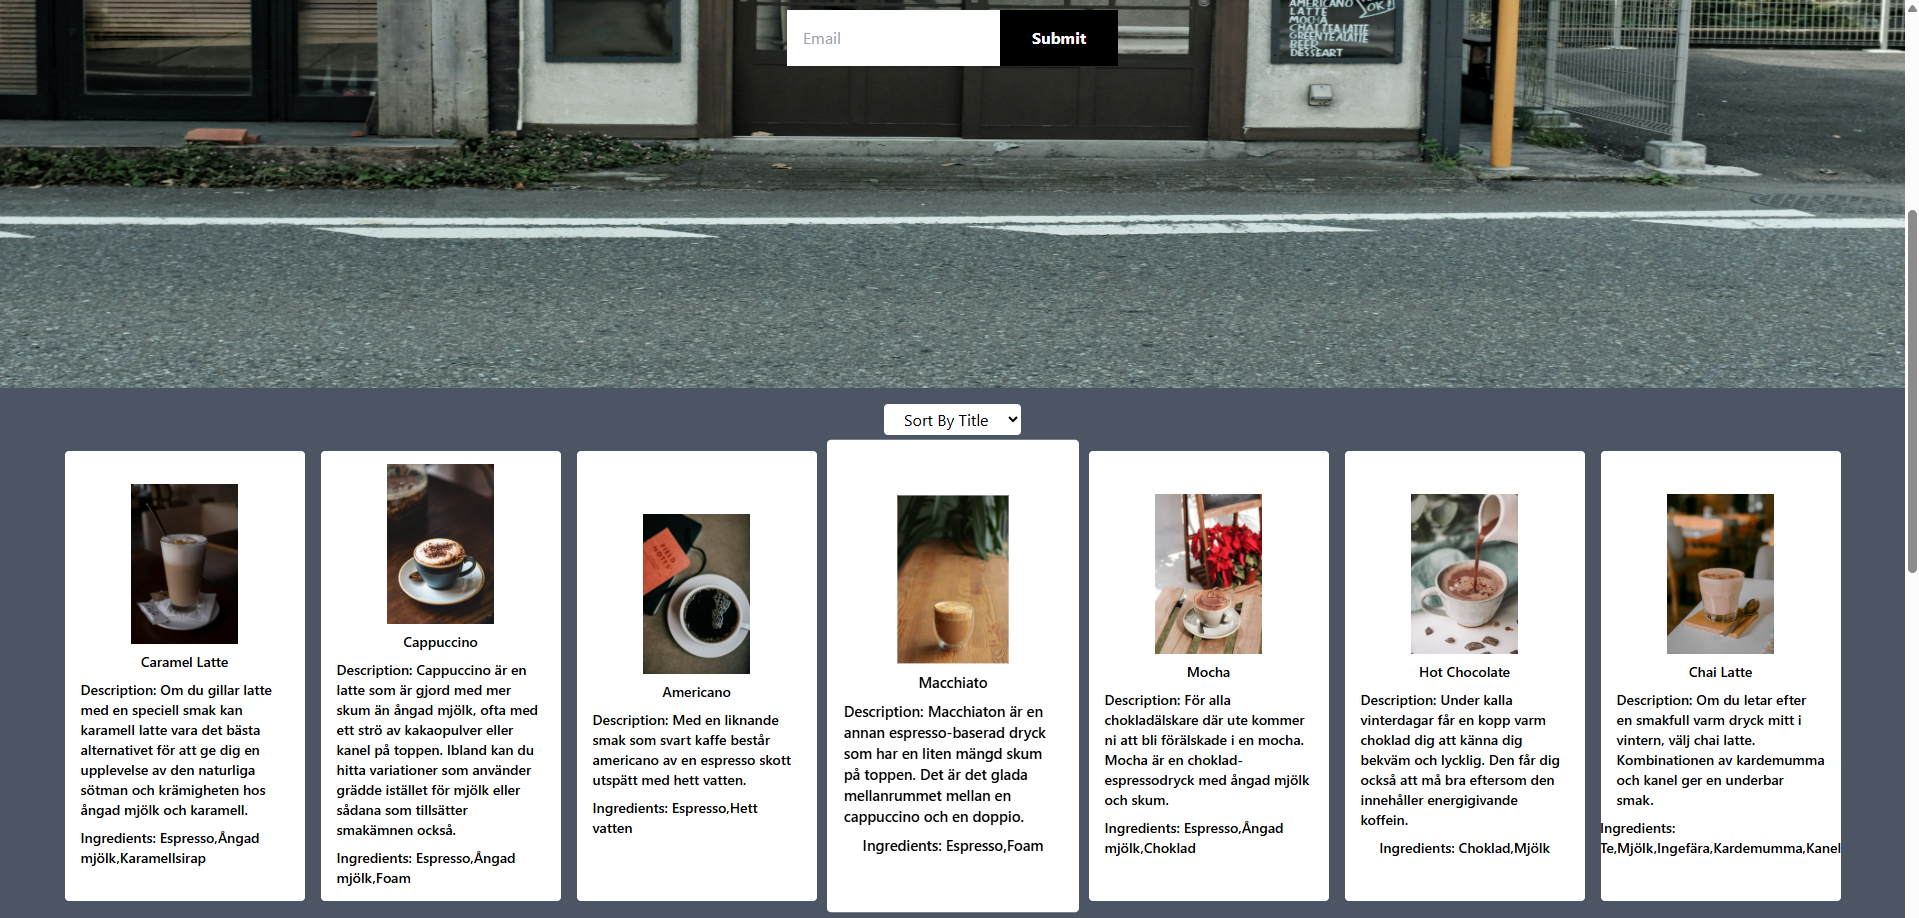 AMERICANO
LATTE
MOCHA
CHAI TEA LATTE
GREEN TEA LATTE
BEER
DESSEART
OK!
Email
Submit
Sort By Title
FIELD NOTES
Caramel Latte
Description: Om du gillar latte
med en speciell smak kan
karamell latte vara det bästa
alternativet för att ge dig en
upplevelse av den naturliga
sötman och krämigheten hos
ångad mjölk och karamell.
Ingredients: Espresso,Ångad
mjölk,Karamellsirap
Cappuccino
Description: Cappuccino är en
latte som är gjord med mer
skum än ångad mjölk, ofta med
ett strö av kakaopulver eller
kanel på toppen. Ibland kan du
hitta variationer som använder
grädde istället för mjölk eller
sådana som tillsätter
smakämnen också.
Ingredients: Espresso,Ångad
mjölk,Foam
Americano
Description: Med en liknande
smak som svart kaffe består
americano av en espresso skott
utspätt med hett vatten.
Ingredients: Espresso,Hett
vatten
Macchiato
Description: Macchiaton är en
annan espresso-baserad dryck
som har en liten mängd skum
på toppen. Det är det glada
mellanrummet mellan en
cappuccino och en doppio.
Ingredients: Espresso,Foam
Mocha
Description: För alla
chokladälskare där ute kommer
ni att bli förälskade i en mocha.
Mocha är en choklad-
espressodryck med ångad mjölk
och skum.
Ingredients: Espresso,Ångad
mjölk,Choklad
Hot Chocolate
Description: Under kalla
vinterdagar får en kopp varm
choklad dig att känna dig
bekväm och lycklig. Den får dig
också att må bra eftersom den
innehåller energigivande
koffein.
Ingredients: Choklad,Mjölk
Chai Latte
Description: Om du letar efter
en smakfull varm dryck mitt i
vintern, välj chai latte.
Kombinationen av kardemumma
och kanel ger en underbar
smak.
Ingredients:
Te,Mjölk,Ingefära,Kardemumma,Kanel